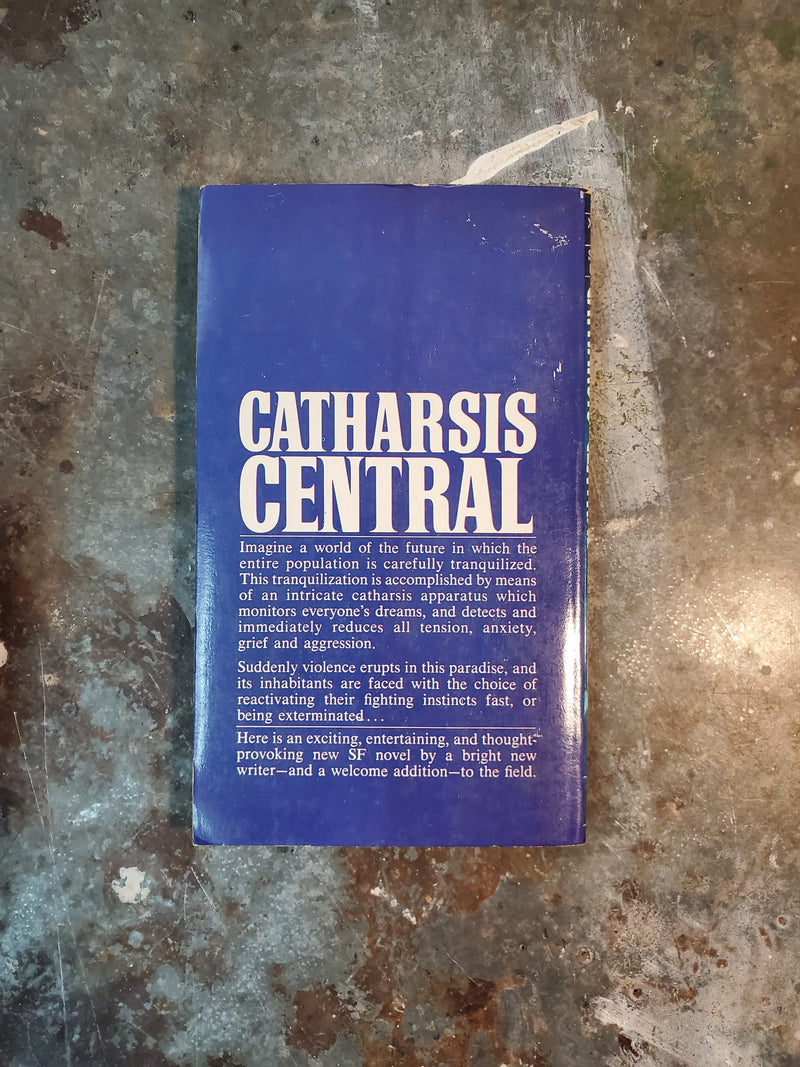 CATHARSIS
CENTRAL
Imagine a world of the future in which the
entire population is carefully tranquilized.
This tranquilization is accomplished by means
of an intricate catharsis apparatus which
monitors everyone's dreams, and detects and
immediately reduces all tension, anxiety,
grief and aggression.
Suddenly violence erupts in this paradise, and
its inhabitants are faced with the choice of
reactivating their fighting instincts fast, or
being exterminated...
Here is an exciting, entertaining, and thought-
provoking new SF novel by a bright new
writer—and a welcome addition—to the field.